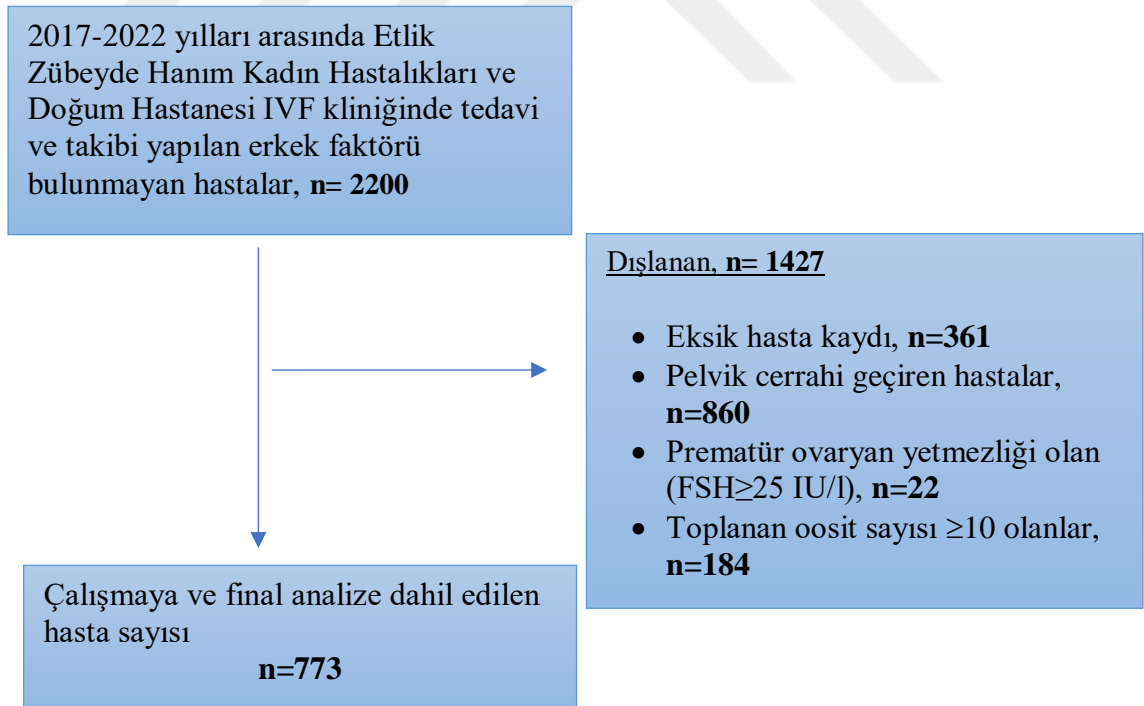 2017-2022 yılları arasında Etlik
Zübeyde Hanım Kadın Hastalıkları ve
Doğum Hastanesi IVF kliniğinde tedavi
ve takibi yapılan erkek faktörü
bulunmayan hastalar, n= 2200
Dışlanan, n= 1427
• Eksik hasta kaydı, n=361
• Pelvik cerrahi geçiren hastalar,
n=860
• Prematür ovaryan yetmezliği olan
(FSH≥25 IU/l), n=22
• Toplanan oosit sayısı ≥10 olanlar,
n=184
Çalışmaya ve final analize dahil edilen
hasta sayısı
n=773